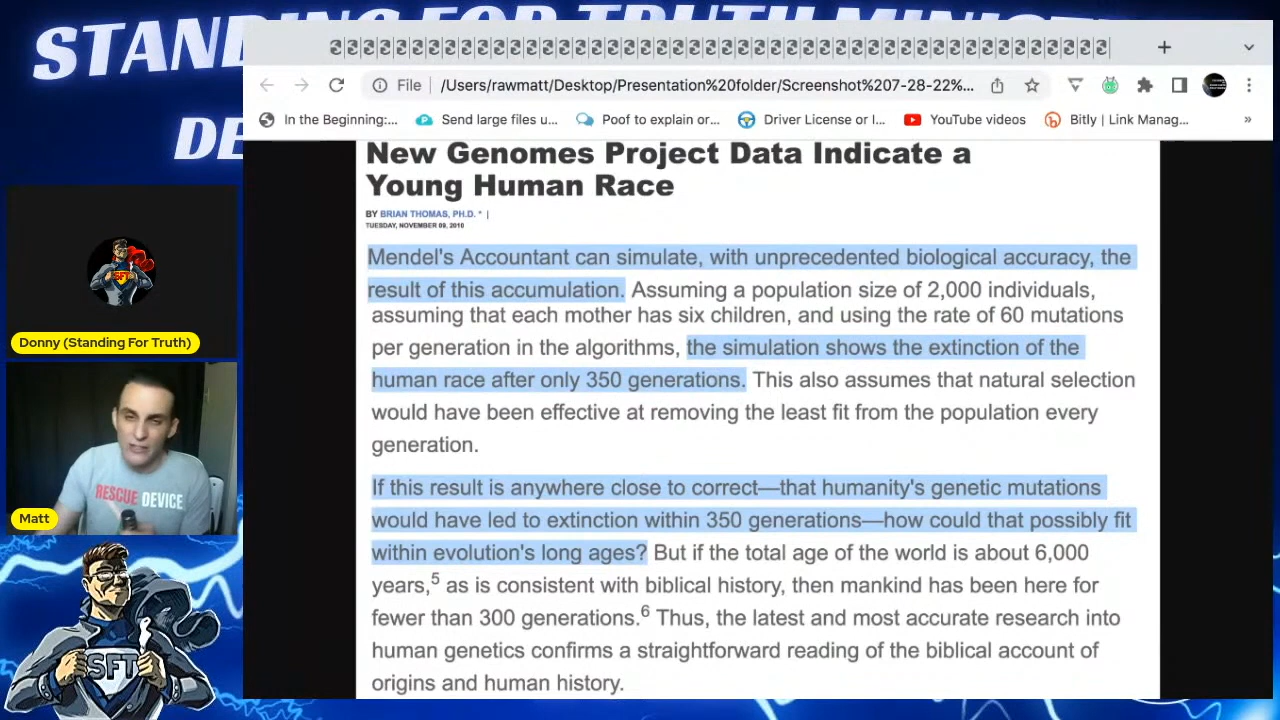 STANDING FOR TRUTH MINIST
DE
File
/Users/rawmatt/Desktop/Presentation%20folder/Screenshot%207-28-22%...
In the Beginning:...
Send large files u...
Poof to explain or...
Driver License or I...
YouTube videos
Bitly | Link Manag...
»
New Genomes Project Data Indicate a
Young Human Race
BY BRIAN THOMAS, PH.D. * |
TUESDAY, NOVEMBER 09, 2010
Mendel's Accountant can simulate, with unprecedented biological accuracy, the
result of this accumulation. Assuming a population size of 2,000 individuals,
assuming that each mother has six children, and using the rate of 60 mutations
per generation in the algorithms, the simulation shows the extinction of the
human race after only 350 generations. This also assumes that natural selection
would have been effective at removing the least fit from the population every
generation.
If this result is anywhere close to correct—that humanity's genetic mutations
would have led to extinction within 350 generations—how could that possibly fit
within evolution's long ages? But if the total age of the world is about 6,000
years,5 as is consistent with biblical history, then mankind has been here for
fewer than 300 generations.6 Thus, the latest and most accurate research into
human genetics confirms a straightforward reading of the biblical account of
origins and human history.
SFT
Donny (Standing For Truth)
RESCUE DEVICE
Matt
SFT